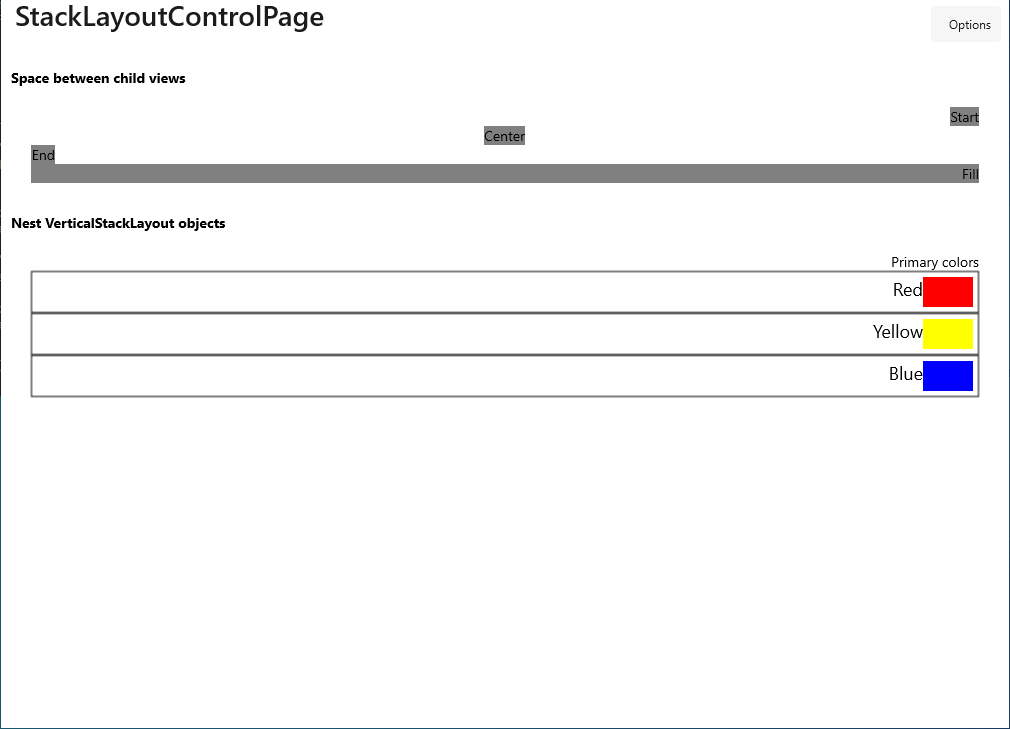 StackLayoutControlPage
Options
Space between child views
Start
Center
End
Fill
Nest VerticalStackLayout objects
Primary colors
Red
Yellow
Blue